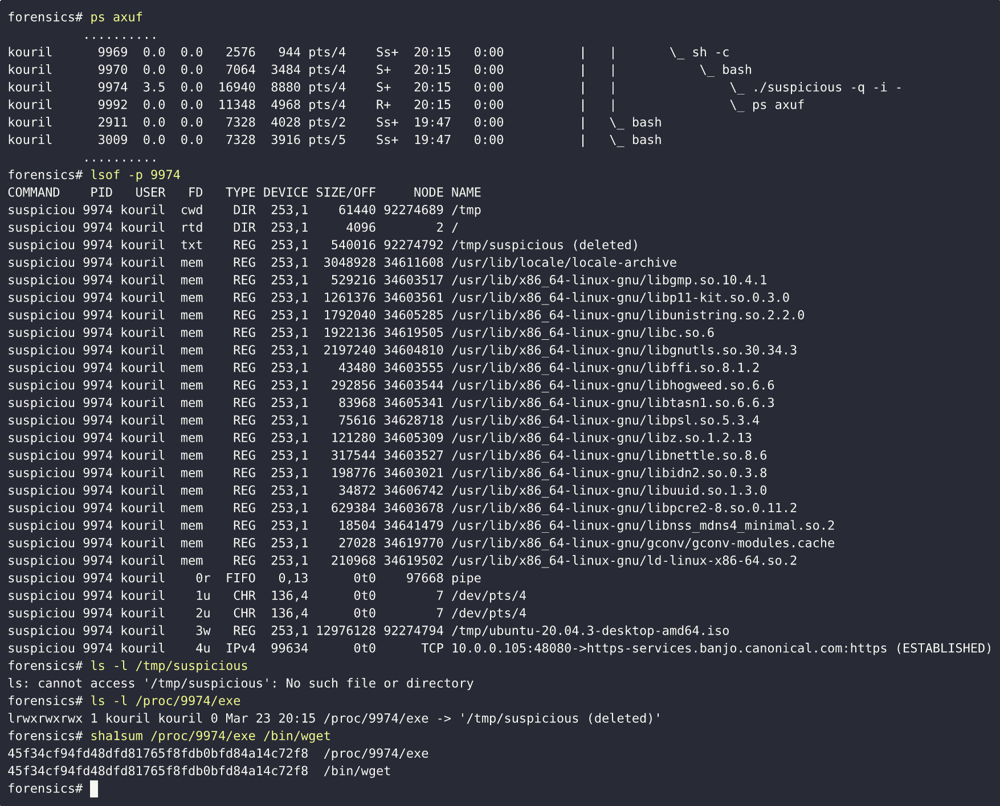 forensics# ps axuf
          ..........
kouril      9969  0.0  0.0   2576   944 pts/4    Ss+  20:15   0:00          |   |       \_ sh -c
kouril      9970  0.0  0.0   7064  3484 pts/4    S+   20:15   0:00          |   |           \_ bash
kouril      9974  3.5  0.0  16940  8880 pts/4    S+   20:15   0:00          |   |               \_ ./suspicious -q -i -
kouril      9992  0.0  0.0  11348  4968 pts/4    R+   20:15   0:00          |   |               \_ ps axuf
kouril      2911  0.0  0.0   7328  4028 pts/2    Ss+  19:47   0:00          |   \_ bash
kouril      3009  0.0  0.0   7328  3916 pts/5    Ss+  19:47   0:00          |   \_ bash
          ..........
forensics# lsof -p 9974
COMMAND    PID   USER   FD   TYPE DEVICE SIZE/OFF     NODE NAME
suspiciou 9974 kouril  cwd    DIR  253,1    61440 92274689 /tmp
suspiciou 9974 kouril  rtd    DIR  253,1     4096        2 /
suspiciou 9974 kouril  txt    REG  253,1   540016 92274792 /tmp/suspicious (deleted)
suspiciou 9974 kouril  mem    REG  253,1  3048928 34611608 /usr/lib/locale/locale-archive
suspiciou 9974 kouril  mem    REG  253,1   529216 34603517 /usr/lib/x86_64-linux-gnu/libgmp.so.10.4.1
suspiciou 9974 kouril  mem    REG  253,1  1261376 34603561 /usr/lib/x86_64-linux-gnu/libp11-kit.so.0.3.0
suspiciou 9974 kouril  mem    REG  253,1  1792040 34605285 /usr/lib/x86_64-linux-gnu/libunistring.so.2.2.0
suspiciou 9974 kouril  mem    REG  253,1  1922136 34619505 /usr/lib/x86_64-linux-gnu/libc.so.6
suspiciou 9974 kouril  mem    REG  253,1  2197240 34604810 /usr/lib/x86_64-linux-gnu/libgnutls.so.30.34.3
suspiciou 9974 kouril  mem    REG  253,1    43480 34603555 /usr/lib/x86_64-linux-gnu/libffi.so.8.1.2
suspiciou 9974 kouril  mem    REG  253,1   292856 34603544 /usr/lib/x86_64-linux-gnu/libhogweed.so.6.6
suspiciou 9974 kouril  mem    REG  253,1    83968 34605341 /usr/lib/x86_64-linux-gnu/libtasn1.so.6.6.3
suspiciou 9974 kouril  mem    REG  253,1    75616 34628718 /usr/lib/x86_64-linux-gnu/libpsl.so.5.3.4
suspiciou 9974 kouril  mem    REG  253,1   121280 34605309 /usr/lib/x86_64-linux-gnu/libz.so.1.2.13
suspiciou 9974 kouril  mem    REG  253,1   317544 34603527 /usr/lib/x86_64-linux-gnu/libnettle.so.8.6
suspiciou 9974 kouril  mem    REG  253,1   198776 34603021 /usr/lib/x86_64-linux-gnu/libidn2.so.0.3.8
suspiciou 9974 kouril  mem    REG  253,1    34872 34606742 /usr/lib/x86_64-linux-gnu/libuuid.so.1.3.0
suspiciou 9974 kouril  mem    REG  253,1   629384 34603678 /usr/lib/x86_64-linux-gnu/libpcre2-8.so.0.11.2
suspiciou 9974 kouril  mem    REG  253,1    18504 34641479 /usr/lib/x86_64-linux-gnu/libnss_mdns4_minimal.so.2
suspiciou 9974 kouril  mem    REG  253,1    27028 34619770 /usr/lib/x86_64-linux-gnu/gconv/gconv-modules.cache
suspiciou 9974 kouril  mem    REG  253,1   210968 34619502 /usr/lib/x86_64-linux-gnu/ld-linux-x86-64.so.2
suspiciou 9974 kouril    0r  FIFO   0,13      0t0    97668 pipe
suspiciou 9974 kouril    1u   CHR  136,4      0t0        7 /dev/pts/4
suspiciou 9974 kouril    2u   CHR  136,4      0t0        7 /dev/pts/4
suspiciou 9974 kouril    3w   REG  253,1 12976128 92274794 /tmp/ubuntu-20.04.3-desktop-amd64.iso
suspiciou 9974 kouril    4u  IPv4  99634      0t0      TCP 10.0.0.105:48080->https-services.banjo.canonical.com:https (ESTABLISHED)
forensics# ls -l /tmp/suspicious
ls: cannot access '/tmp/suspicious': No such file or directory
forensics# ls -l /proc/9974/exe
lrwxrwxrwx 1 kouril kouril 0 Mar 23 20:15 /proc/9974/exe -> '/tmp/suspicious (deleted)'
forensics# sha1sum /proc/9974/exe /bin/wget
45f34cf94fd48dfd81765f8fdb0bfd84a14c72f8  /proc/9974/exe
45f34cf94fd48dfd81765f8fdb0bfd84a14c72f8  /bin/wget
forensics#